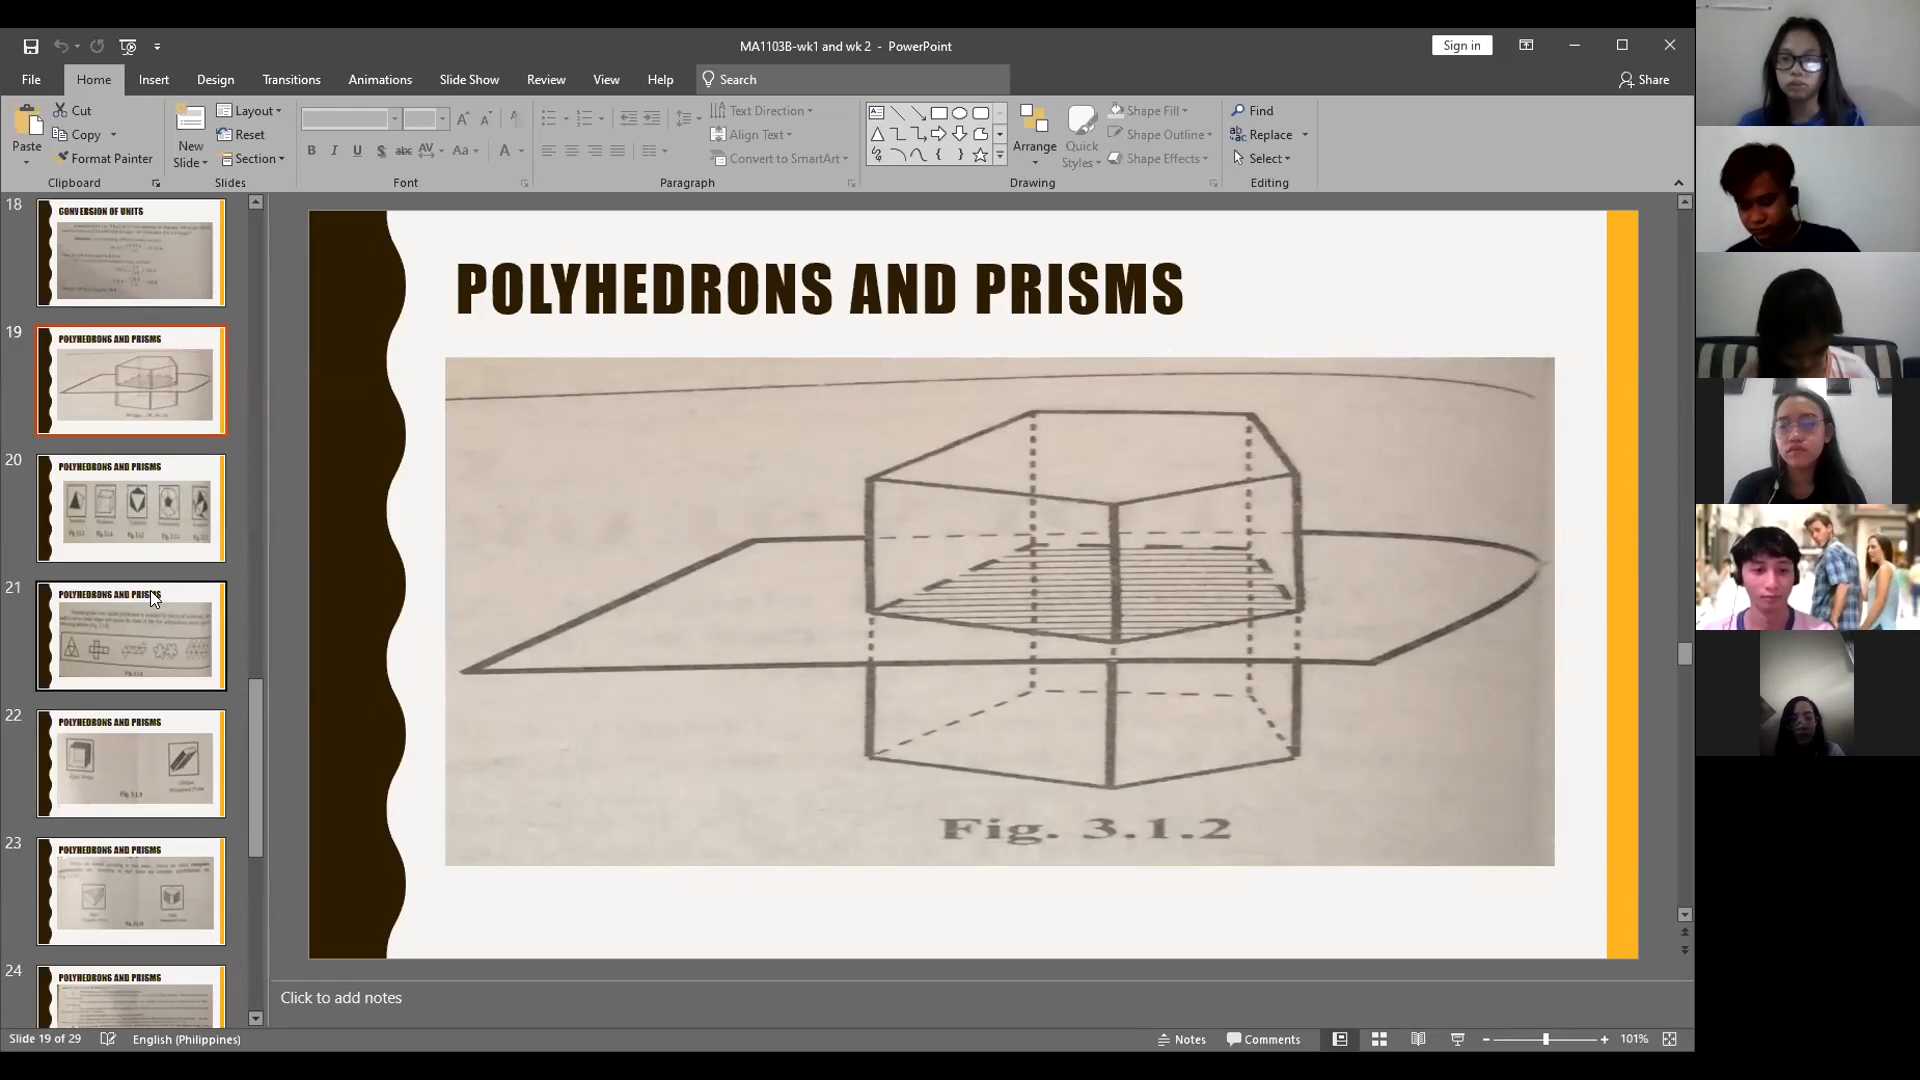 MA1103B-wk1 and wk 2 - PowerPoint
Sign in
File Home Insert Design Transitions Animations Slide Show Review View Help Search Share
Cut
Copy
Format Painter
Paste
Clipboard
New
Slide
Layout
Reset
Section
Slides
B I U S abc AV Aa A
Font
Text Direction
Align Text
Convert to SmartArt
Paragraph
Arrange
Quick
Styles
Shape Fill
Shape Outline
Shape Effects
Drawing
Find
Replace
Select
Editing
18
CONVERSION OF UNITS
19
POLYHEDRONS AND PRISMS
20
POLYHEDRONS AND PRISMS
21
POLYHEDRONS AND PRISMS
22
POLYHEDRONS AND PRISMS
23
POLYHEDRONS AND PRISMS
24
POLYHEDRONS AND PRISMS
POLYHEDRONS AND PRISMS
Fig. 3.1.2
Click to add notes
Slide 19 of 29 English (Philippines) Notes Comments 101%